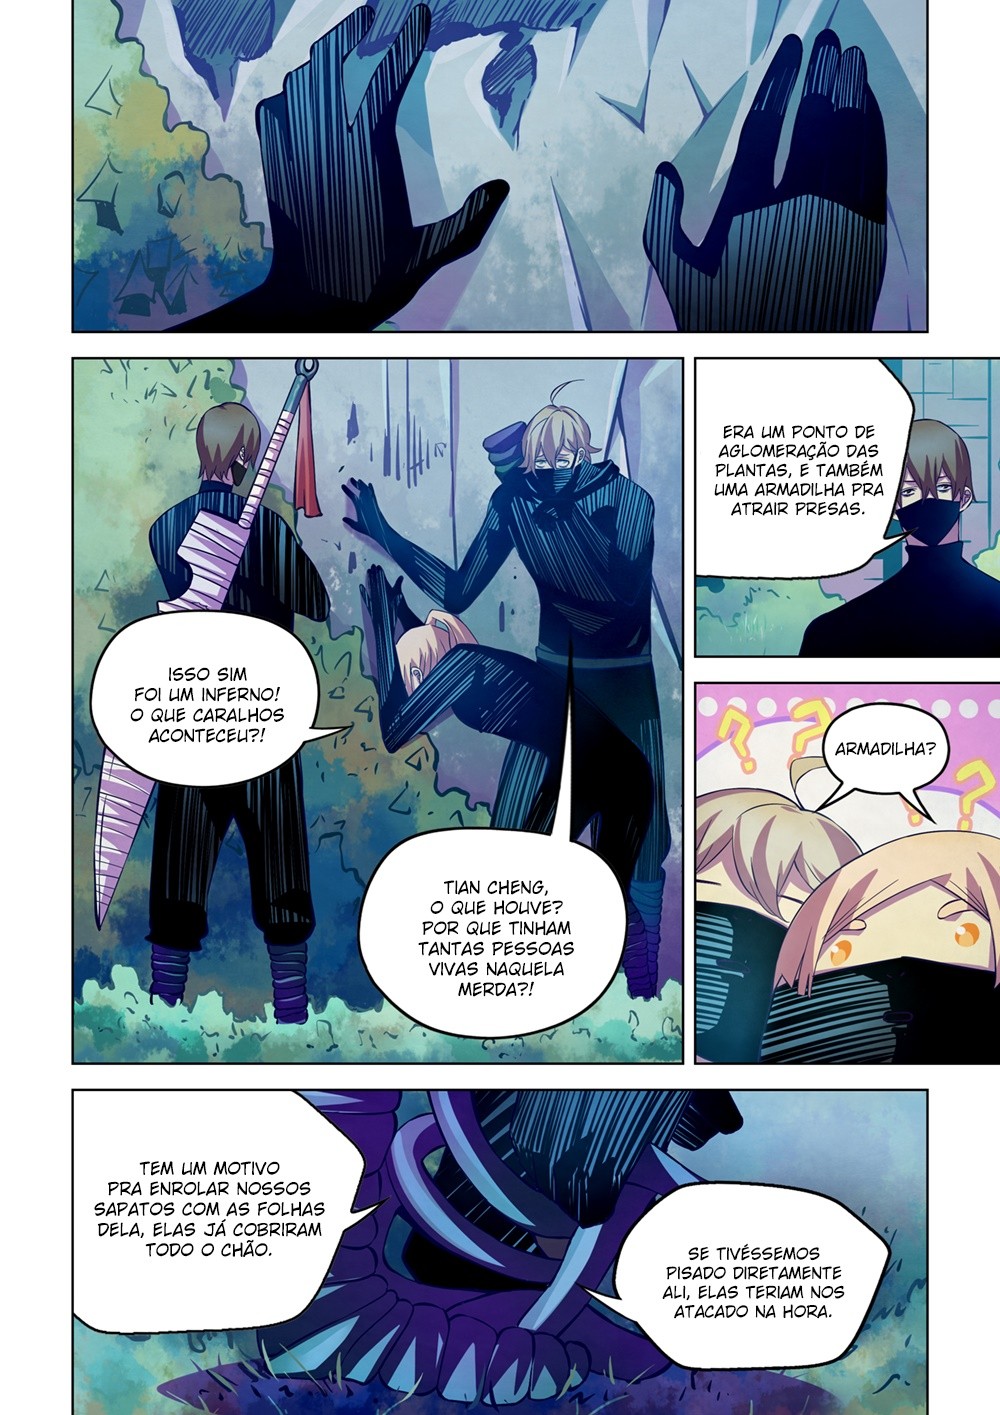 ISSO SIM
FOI UM INFERNO!
O QUE CARALHOS
ACONTECEU?!
TIAN CHENG,
O QUE HOUVE?
POR QUE TINHAM
TANTAS PESSOAS
VIVAS NAQUELA
MERDA?!
ERA UM PONTO DE
AGLOMERAÇÃO DAS
PLANTAS, E TAMBÉM
UMA ARMADILHA PRA
ATRAIR PRESAS.
? ? ? ?
ARMADILHA?
TEM UM MOTIVO
PRA ENROLAR NOSSOS
SAPATOS COM AS FOLHAS
DELA, ELAS JÁ COBRIRAM
TODO O CHÃO.
SE TIVÉSSEMOS
PISADO DIRETAMENTE
ALI, ELAS TERIAM NOS
ATACADO NA HORA.